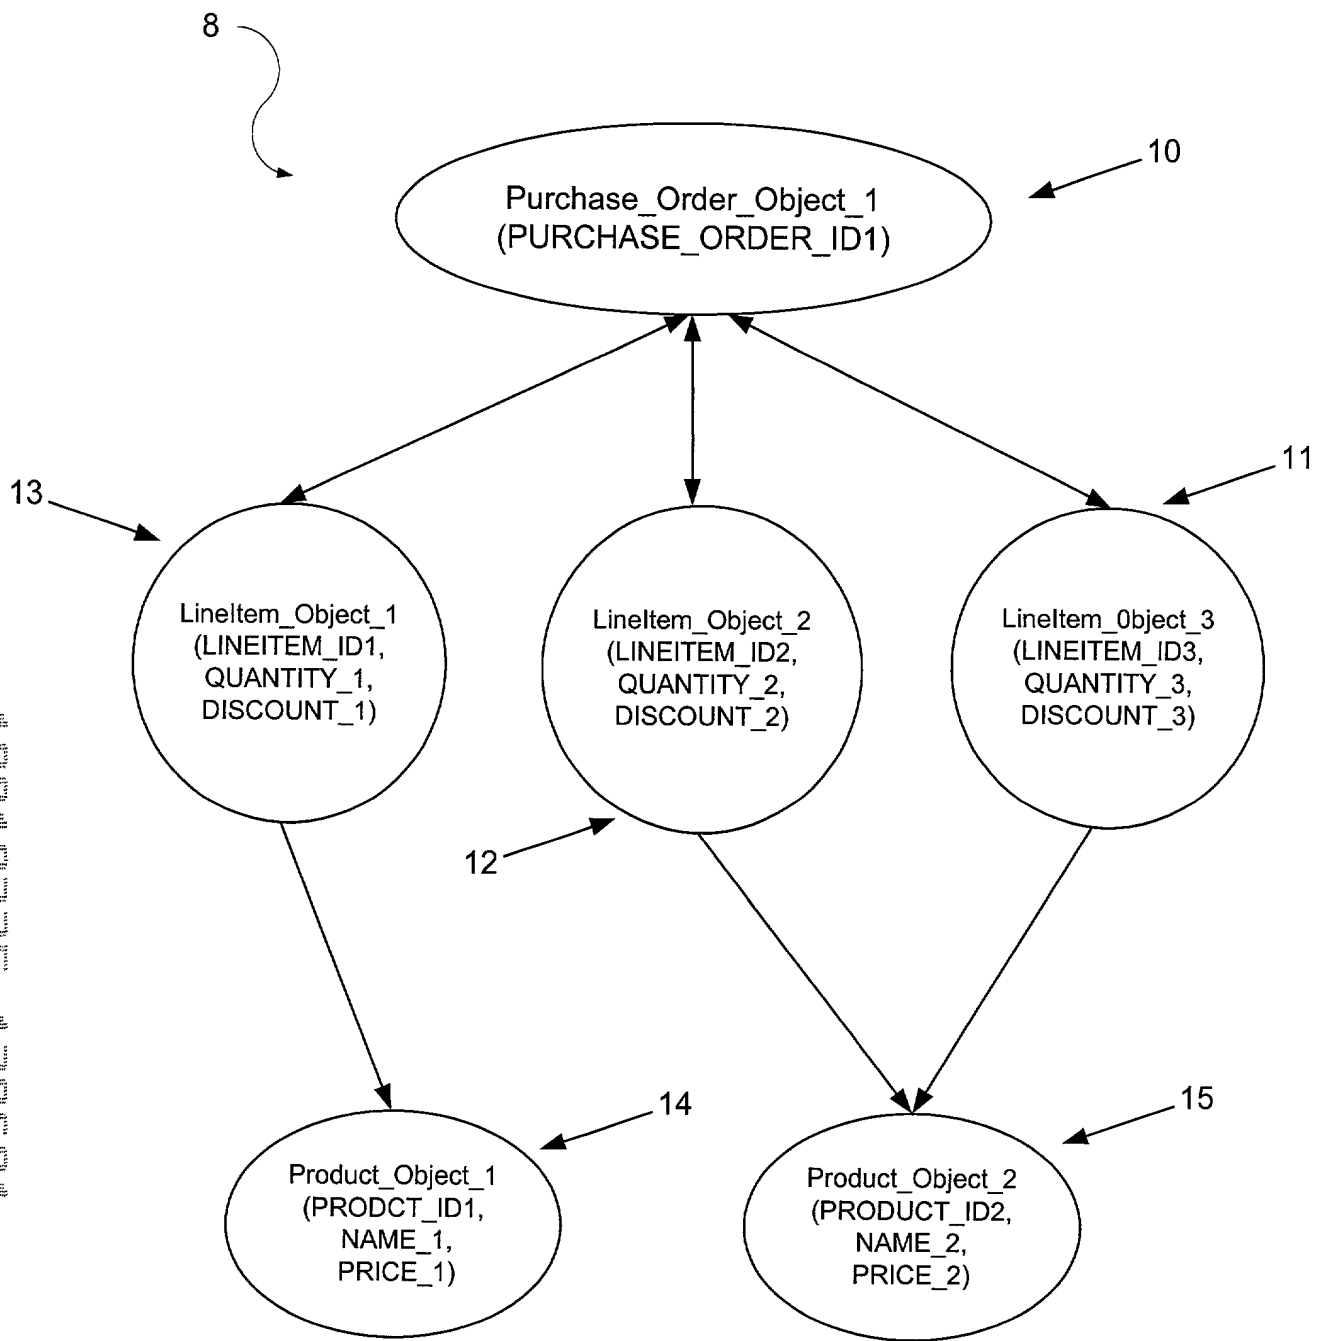 8
10
Purchase_Order_Object_1
(PURCHASE_ORDER_ID1)
11
13
LineItem_Object_1
(LINEITEM_ID1,
QUANTITY_1,
DISCOUNT_1)
LineItem_Object_2
(LINEITEM_ID2,
QUANTITY_2,
DISCOUNT_2)
LineItem_0bject_3
(LINEITEM_ID3,
QUANTITY_3,
DISCOUNT_3)
12
14
15
Product_Object_1
(PRODCT_ID1,
NAME_1,
PRICE_1)
Product_Object_2
(PRODUCT_ID2,
NAME_2,
PRICE_2)